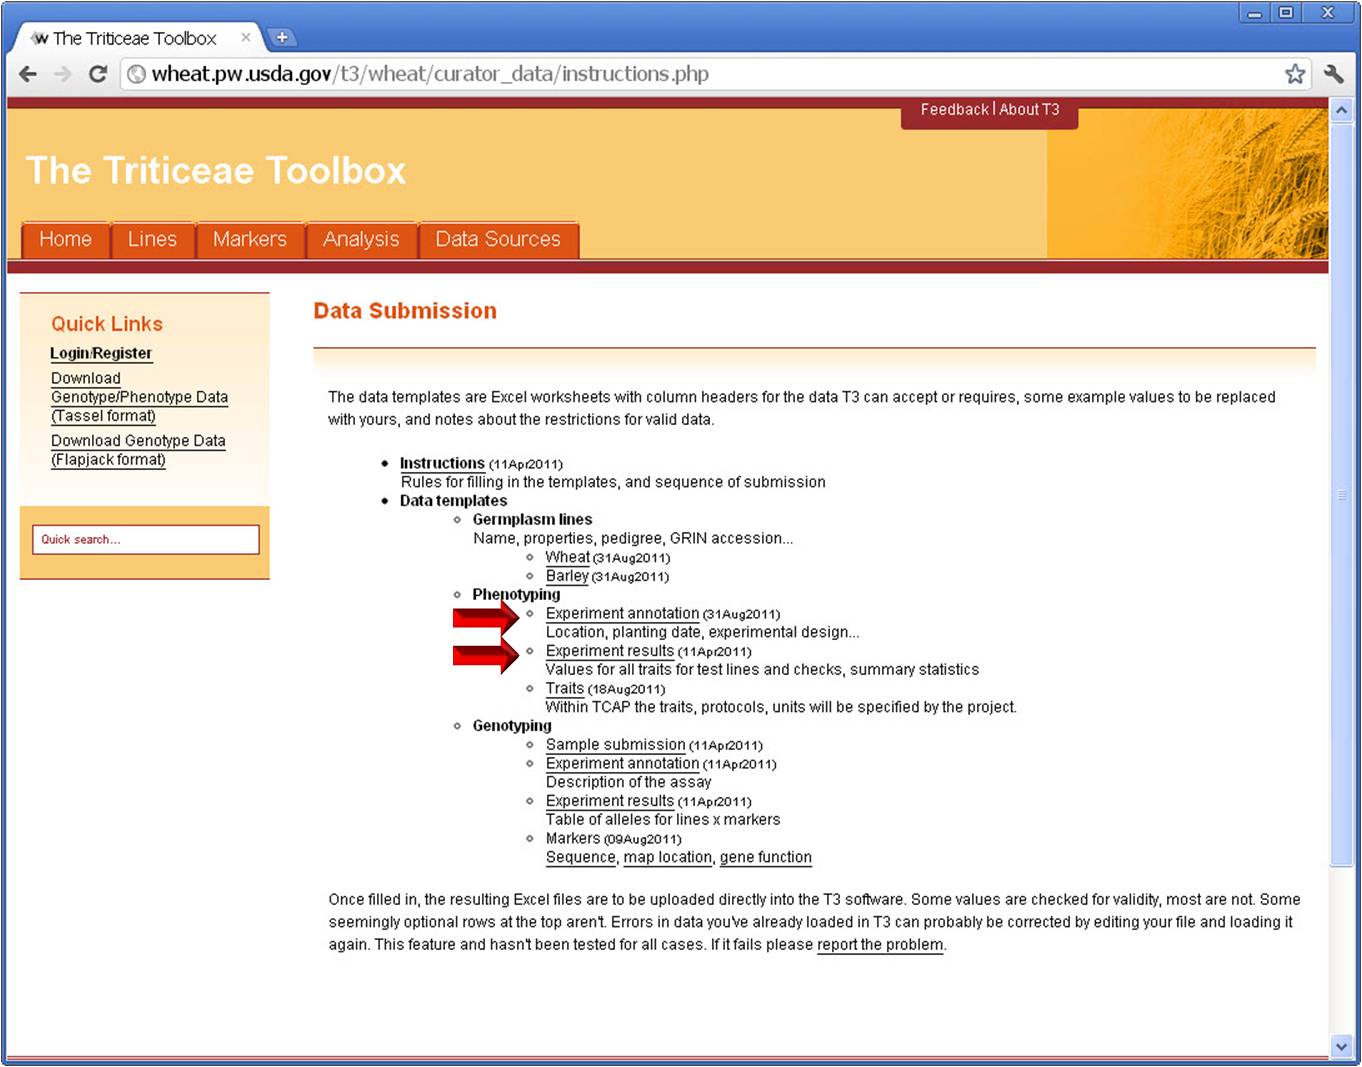 The Triticeae Toolbox
wheat.pw.usda.gov/t3/wheat/curator_data/instructions.php
Feedback | About T3
The Triticeae Toolbox
Home
Lines
Markers
Analysis
Data Sources
Quick Links
Login/Register
Download
Genotype/Phenotype Data
(Tassel format)
Download Genotype Data
(Flapjack format)
Quick search...
Data Submission
The data templates are Excel worksheets with column headers for the data T3 can accept or requires, some example values to be replaced
with yours, and notes about the restrictions for valid data.
Instructions (11Apr2011)
Rules for filling in the templates, and sequence of submission
Data templates
Germplasm lines
Name, properties, pedigree, GRIN accession...
Wheat (31Aug2011)
Barley (31Aug2011)
Phenotyping
Experiment annotation (31Aug2011)
Location, planting date, experimental design...
Experiment results (11Apr2011)
Values for all traits for test lines and checks, summary statistics
Traits (18Aug2011)
Within TCAP the traits, protocols, units will be specified by the project.
Genotyping
Sample submission (11Apr2011)
Experiment annotation (11Apr2011)
Description of the assay
Experiment results (11Apr2011)
Table of alleles for lines x markers
Markers (09Aug2011)
Sequence, map location, gene function
Once filled in, the resulting Excel files are to be uploaded directly into the T3 software. Some values are checked for validity, most are not. Some
seemingly optional rows at the top aren't. Errors in data you've already loaded in T3 can probably be corrected by editing your file and loading it
again. This feature and hasn't been tested for all cases. If it fails please report the problem.